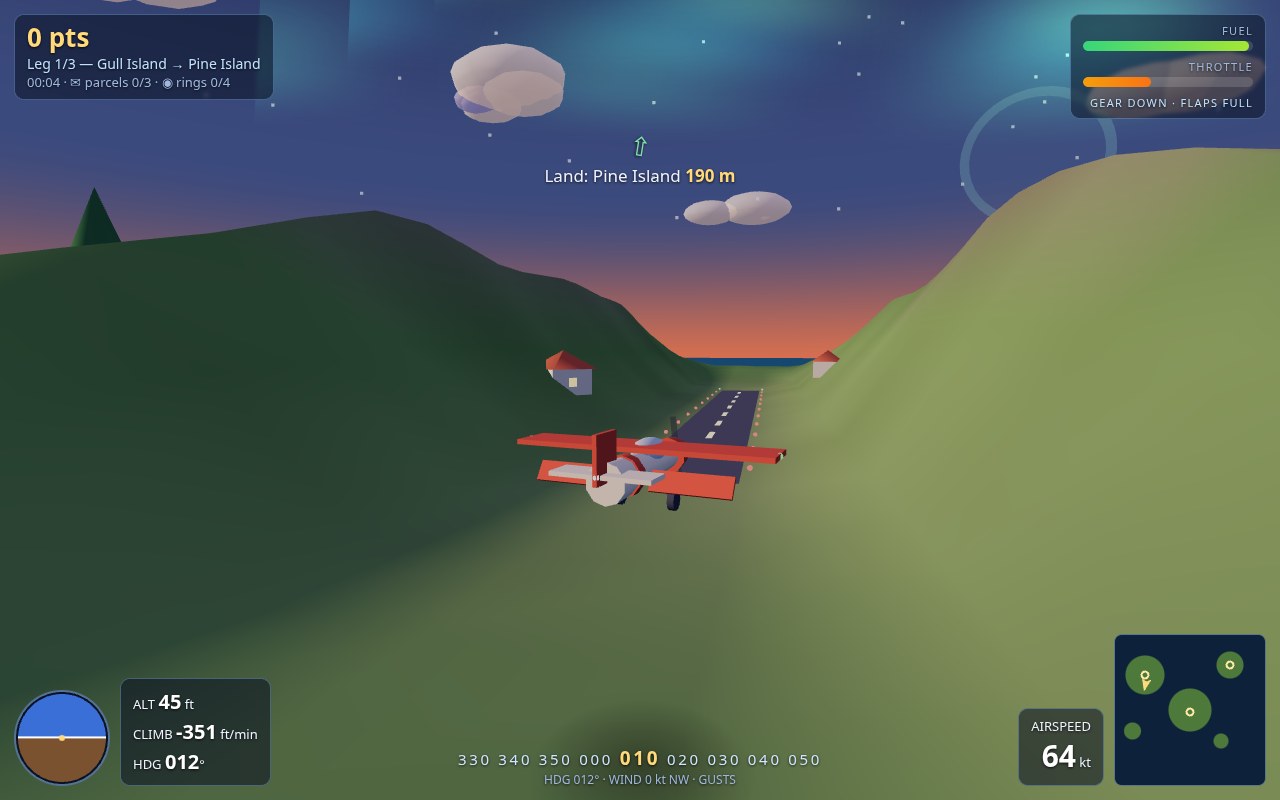 0 pts
Leg 1/3 — Gull Island → Pine Island
00:04 · ✉ parcels 0/3 · ◉ rings 0/4
FUEL
THROTTLE
GEAR DOWN · FLAPS FULL
⇧
Land: Pine Island 190 m
ALT 45 ft
CLIMB -351 ft/min
HDG 012°
330 340 350 000 010 020 030 040 050
HDG 012° · WIND 0 kt NW · GUSTS
AIRSPEED
64 kt